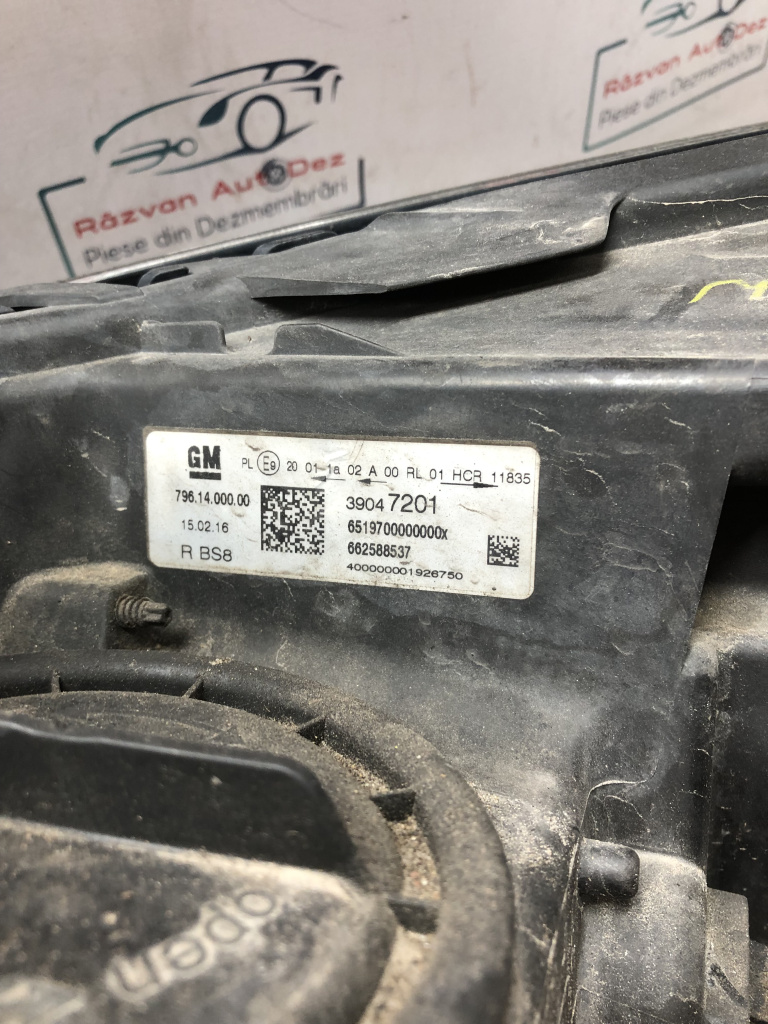 Răzvan AutoDez
Piese din Dezmembrări
Răzvan AutoDez
Piese din Dezmembrări
GM
PL E9 20 01 1a 02 A 00 RL 01 HCR 11835
796.14.000.00
39047201
15.02.16
6519700000000x
R BS8
662588537
400000001926750
open